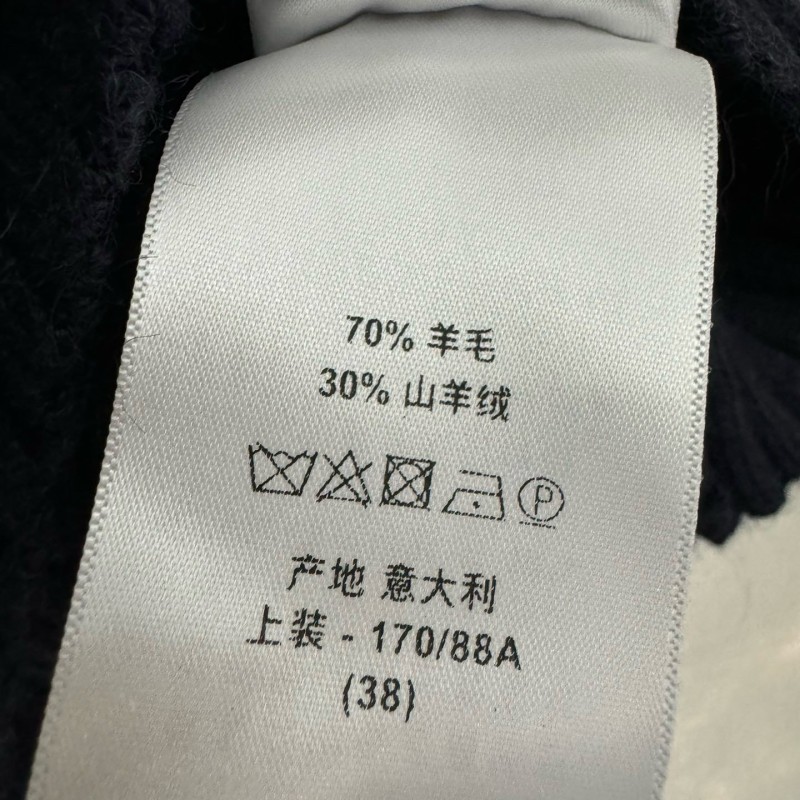 70% 羊毛
30% 山羊绒
P
产地 意大利
上装 - 170/88A
(38)